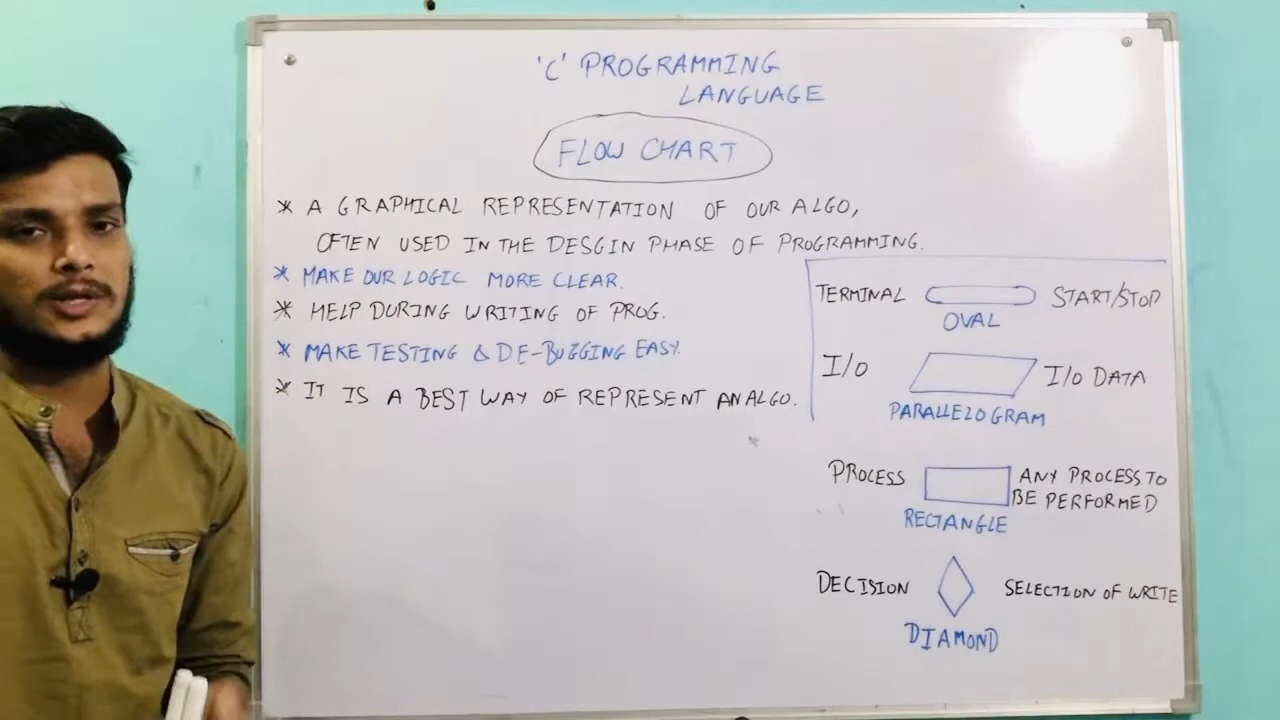 'C' PROGRAMMING
LANGUAGE
FLOW CHART
* A GRAPHICAL REPRESENTATION OF OUR ALGO,
OFTEN USED IN THE DESGIN PHASE OF PROGRAMMING.
* MAKE OUR LOGIC MORE CLEAR.
* HELP DURING WRITING OF PROG.
* MAKE TESTING & DE-BUGGING EASY.
* IT IS A BEST WAY OF REPRESENT AN ALGO.
TERMINAL START/STOP
OVAL
I/O I/O DATA
PARALLELOGRAM
PROCESS ANY PROCESS TO
BE PERFORMED
RECTANGLE
DECISION SELECTION OF WRITE
DIAMOND